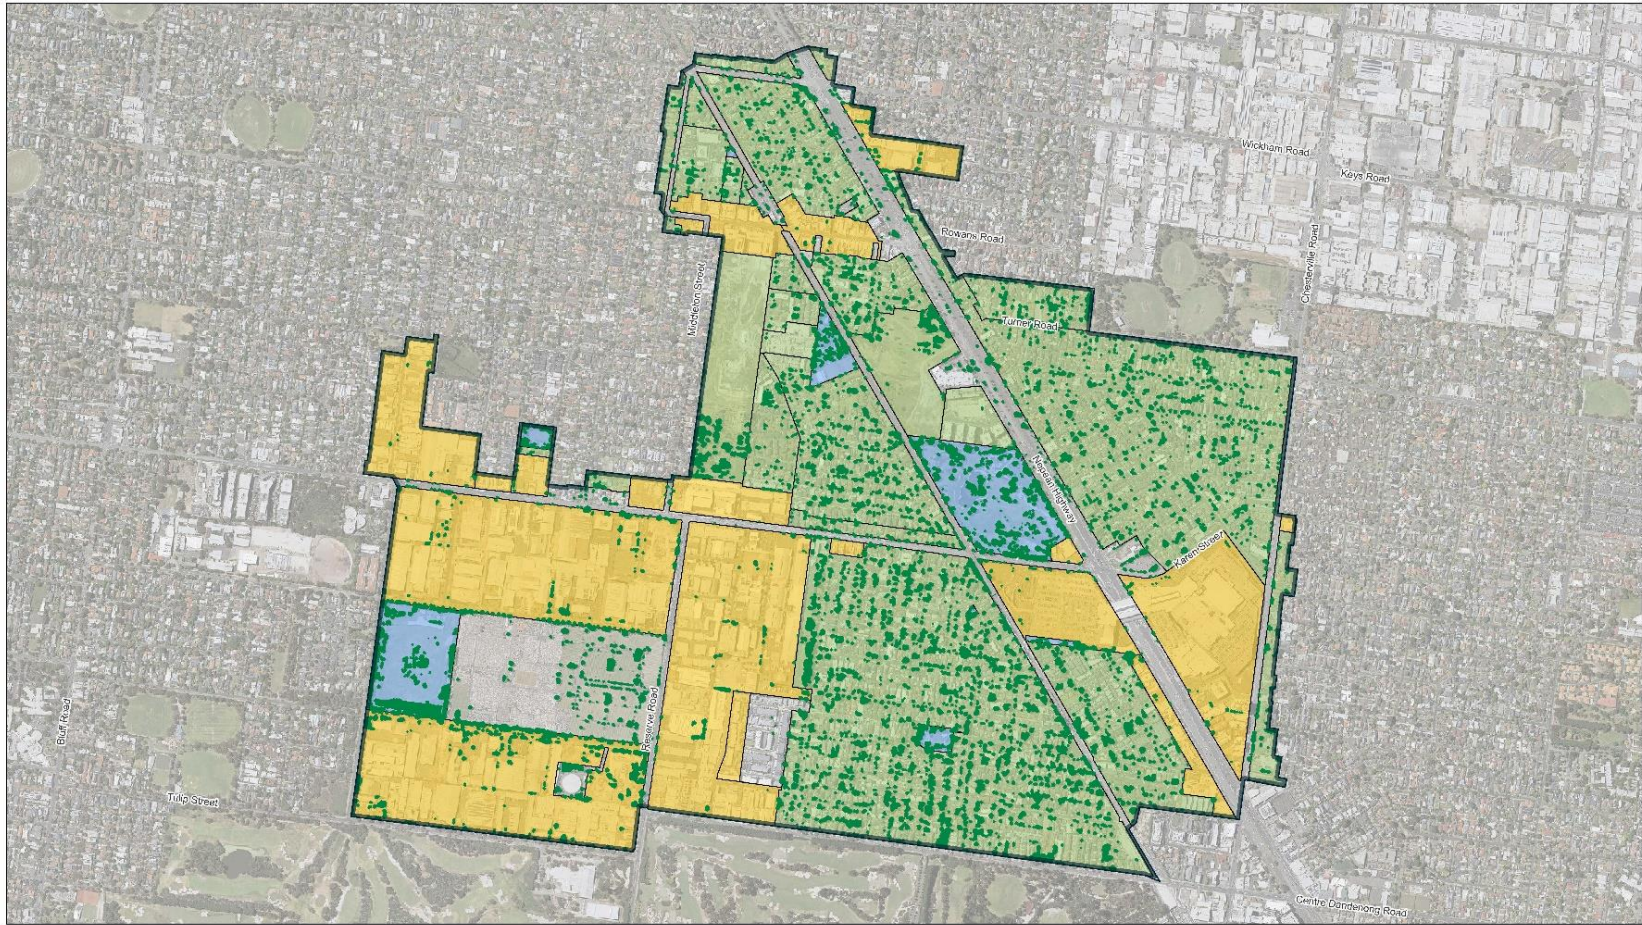 Wickham Road
Keys Road
Rowans Road
Chesterville Road
Middleton Street
Turner Road
Nepean Highway
Karen Street
Reserve Road
Bluff Road
Tulip Street
Centre Dandenong Road